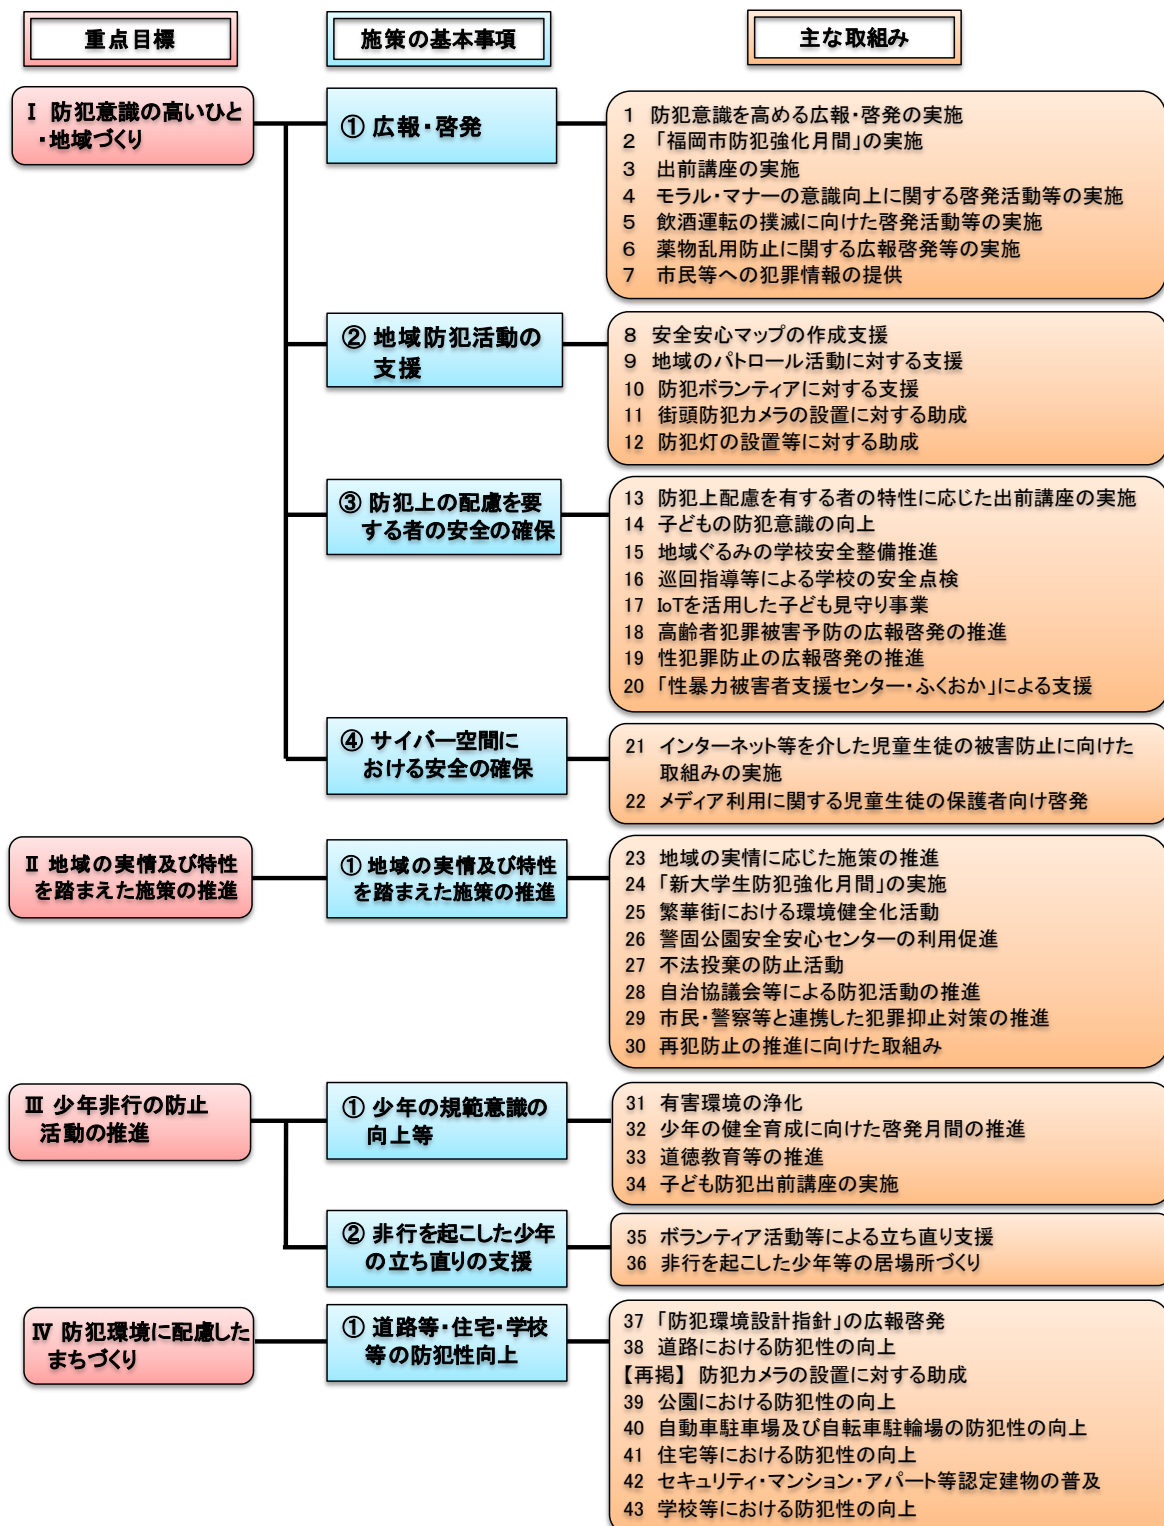 重点目標
施策の基本事項
主な取組み
Ⅰ 防犯意識の高いひと
・地域づくり
① 広報・啓発
1 防犯意識を高める広報・啓発の実施
2 「福岡市防犯強化月間」の実施
3 出前講座の実施
4 モラル・マナーの意識向上に関する啓発活動等の実施
5 飲酒運転の撲滅に向けた啓発活動等の実施
6 薬物乱用防止に関する広報啓発等の実施
7 市民等への犯罪情報の提供
② 地域防犯活動の
支援
8 安全安心マップの作成支援
9 地域のパトロール活動に対する支援
10 防犯ボランティアに対する支援
11 街頭防犯カメラの設置に対する助成
12 防犯灯の設置等に対する助成
③ 防犯上の配慮を要
する者の安全の確保
13 防犯上配慮を有する者の特性に応じた出前講座の実施
14 子どもの防犯意識の向上
15 地域ぐるみの学校安全整備推進
16 巡回指導等による学校の安全点検
17 IoTを活用した子ども見守り事業
18 高齢者犯罪被害予防の広報啓発の推進
19 性犯罪防止の広報啓発の推進
20 「性暴力被害者支援センター・ふくおか」による支援
④ サイバー空間に
おける安全の確保
21 インターネット等を介した児童生徒の被害防止に向けた
取組みの実施
22 メディア利用に関する児童生徒の保護者向け啓発
Ⅱ 地域の実情及び特性
を踏まえた施策の推進
① 地域の実情及び特性
を踏まえた施策の推進
23 地域の実情に応じた施策の推進
24 「新大学生防犯強化月間」の実施
25 繁華街における環境健全化活動
26 警固公園安全安心センターの利用促進
27 不法投棄の防止活動
28 自治協議会等による防犯活動の推進
29 市民・警察等と連携した犯罪抑止対策の推進
30 再犯防止の推進に向けた取組み
Ⅲ 少年非行の防止
活動の推進
① 少年の規範意識の
向上等
31 有害環境の浄化
32 少年の健全育成に向けた啓発月間の推進
33 道徳教育等の推進
34 子ども防犯出前講座の実施
② 非行を起こした少年
の立ち直りの支援
35 ボランティア活動等による立ち直り支援
36 非行を起こした少年等の居場所づくり
Ⅳ 防犯環境に配慮した
まちづくり
① 道路等・住宅・学校
等の防犯性向上
37 「防犯環境設計指針」の広報啓発
38 道路における防犯性の向上
【再掲】 防犯カメラの設置に対する助成
39 公園における防犯性の向上
40 自動車駐車場及び自転車駐輪場の防犯性の向上
41 住宅等における防犯性の向上
42 セキュリティ・マンション・アパート等認定建物の普及
43 学校等における防犯性の向上